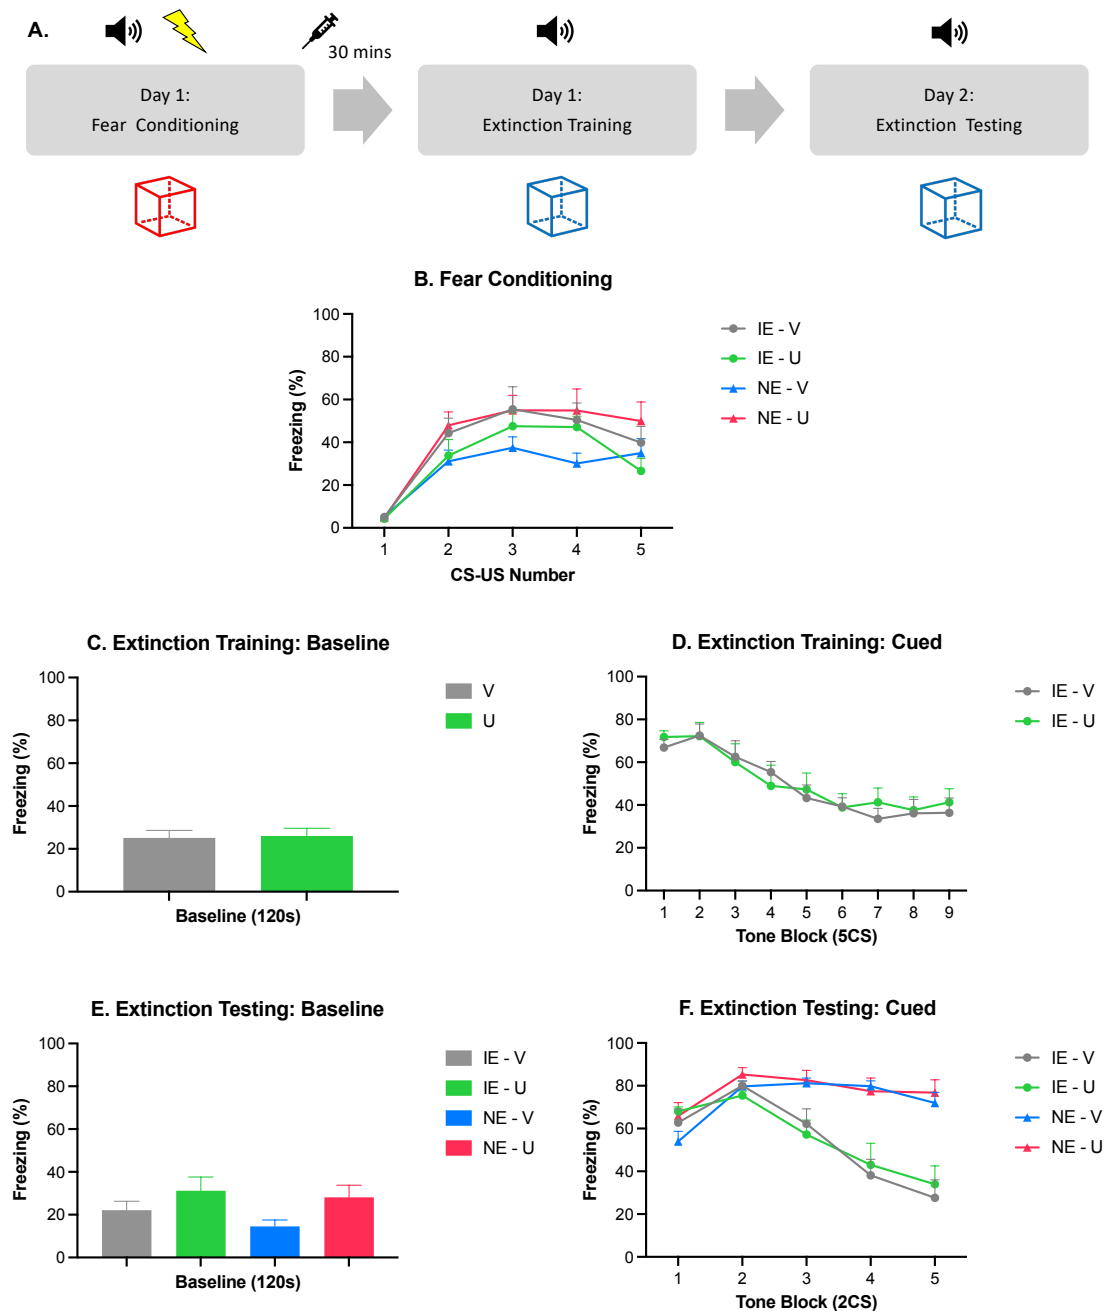 A.
30 mins
Day 1:
Fear Conditioning
Day 1:
Extinction Training
Day 2:
Extinction Testing
B. Fear Conditioning
100
80
60
40
20
0
Freezing (%)
1 2 3 4 5
CS-US Number
IE - V
IE - U
NE - V
NE - U
C. Extinction Training: Baseline
100
80
60
40
20
0
Freezing (%)
Baseline (120s)
V
U
D. Extinction Training: Cued
100
80
60
40
20
0
Freezing (%)
1 2 3 4 5 6 7 8 9
Tone Block (5CS)
IE - V
IE - U
E. Extinction Testing: Baseline
100
80
60
40
20
0
Freezing (%)
Baseline (120s)
IE - V
IE - U
NE - V
NE - U
F. Extinction Testing: Cued
100
80
60
40
20
0
Freezing (%)
1 2 3 4 5
Tone Block (2CS)
IE - V
IE - U
NE - V
NE - U